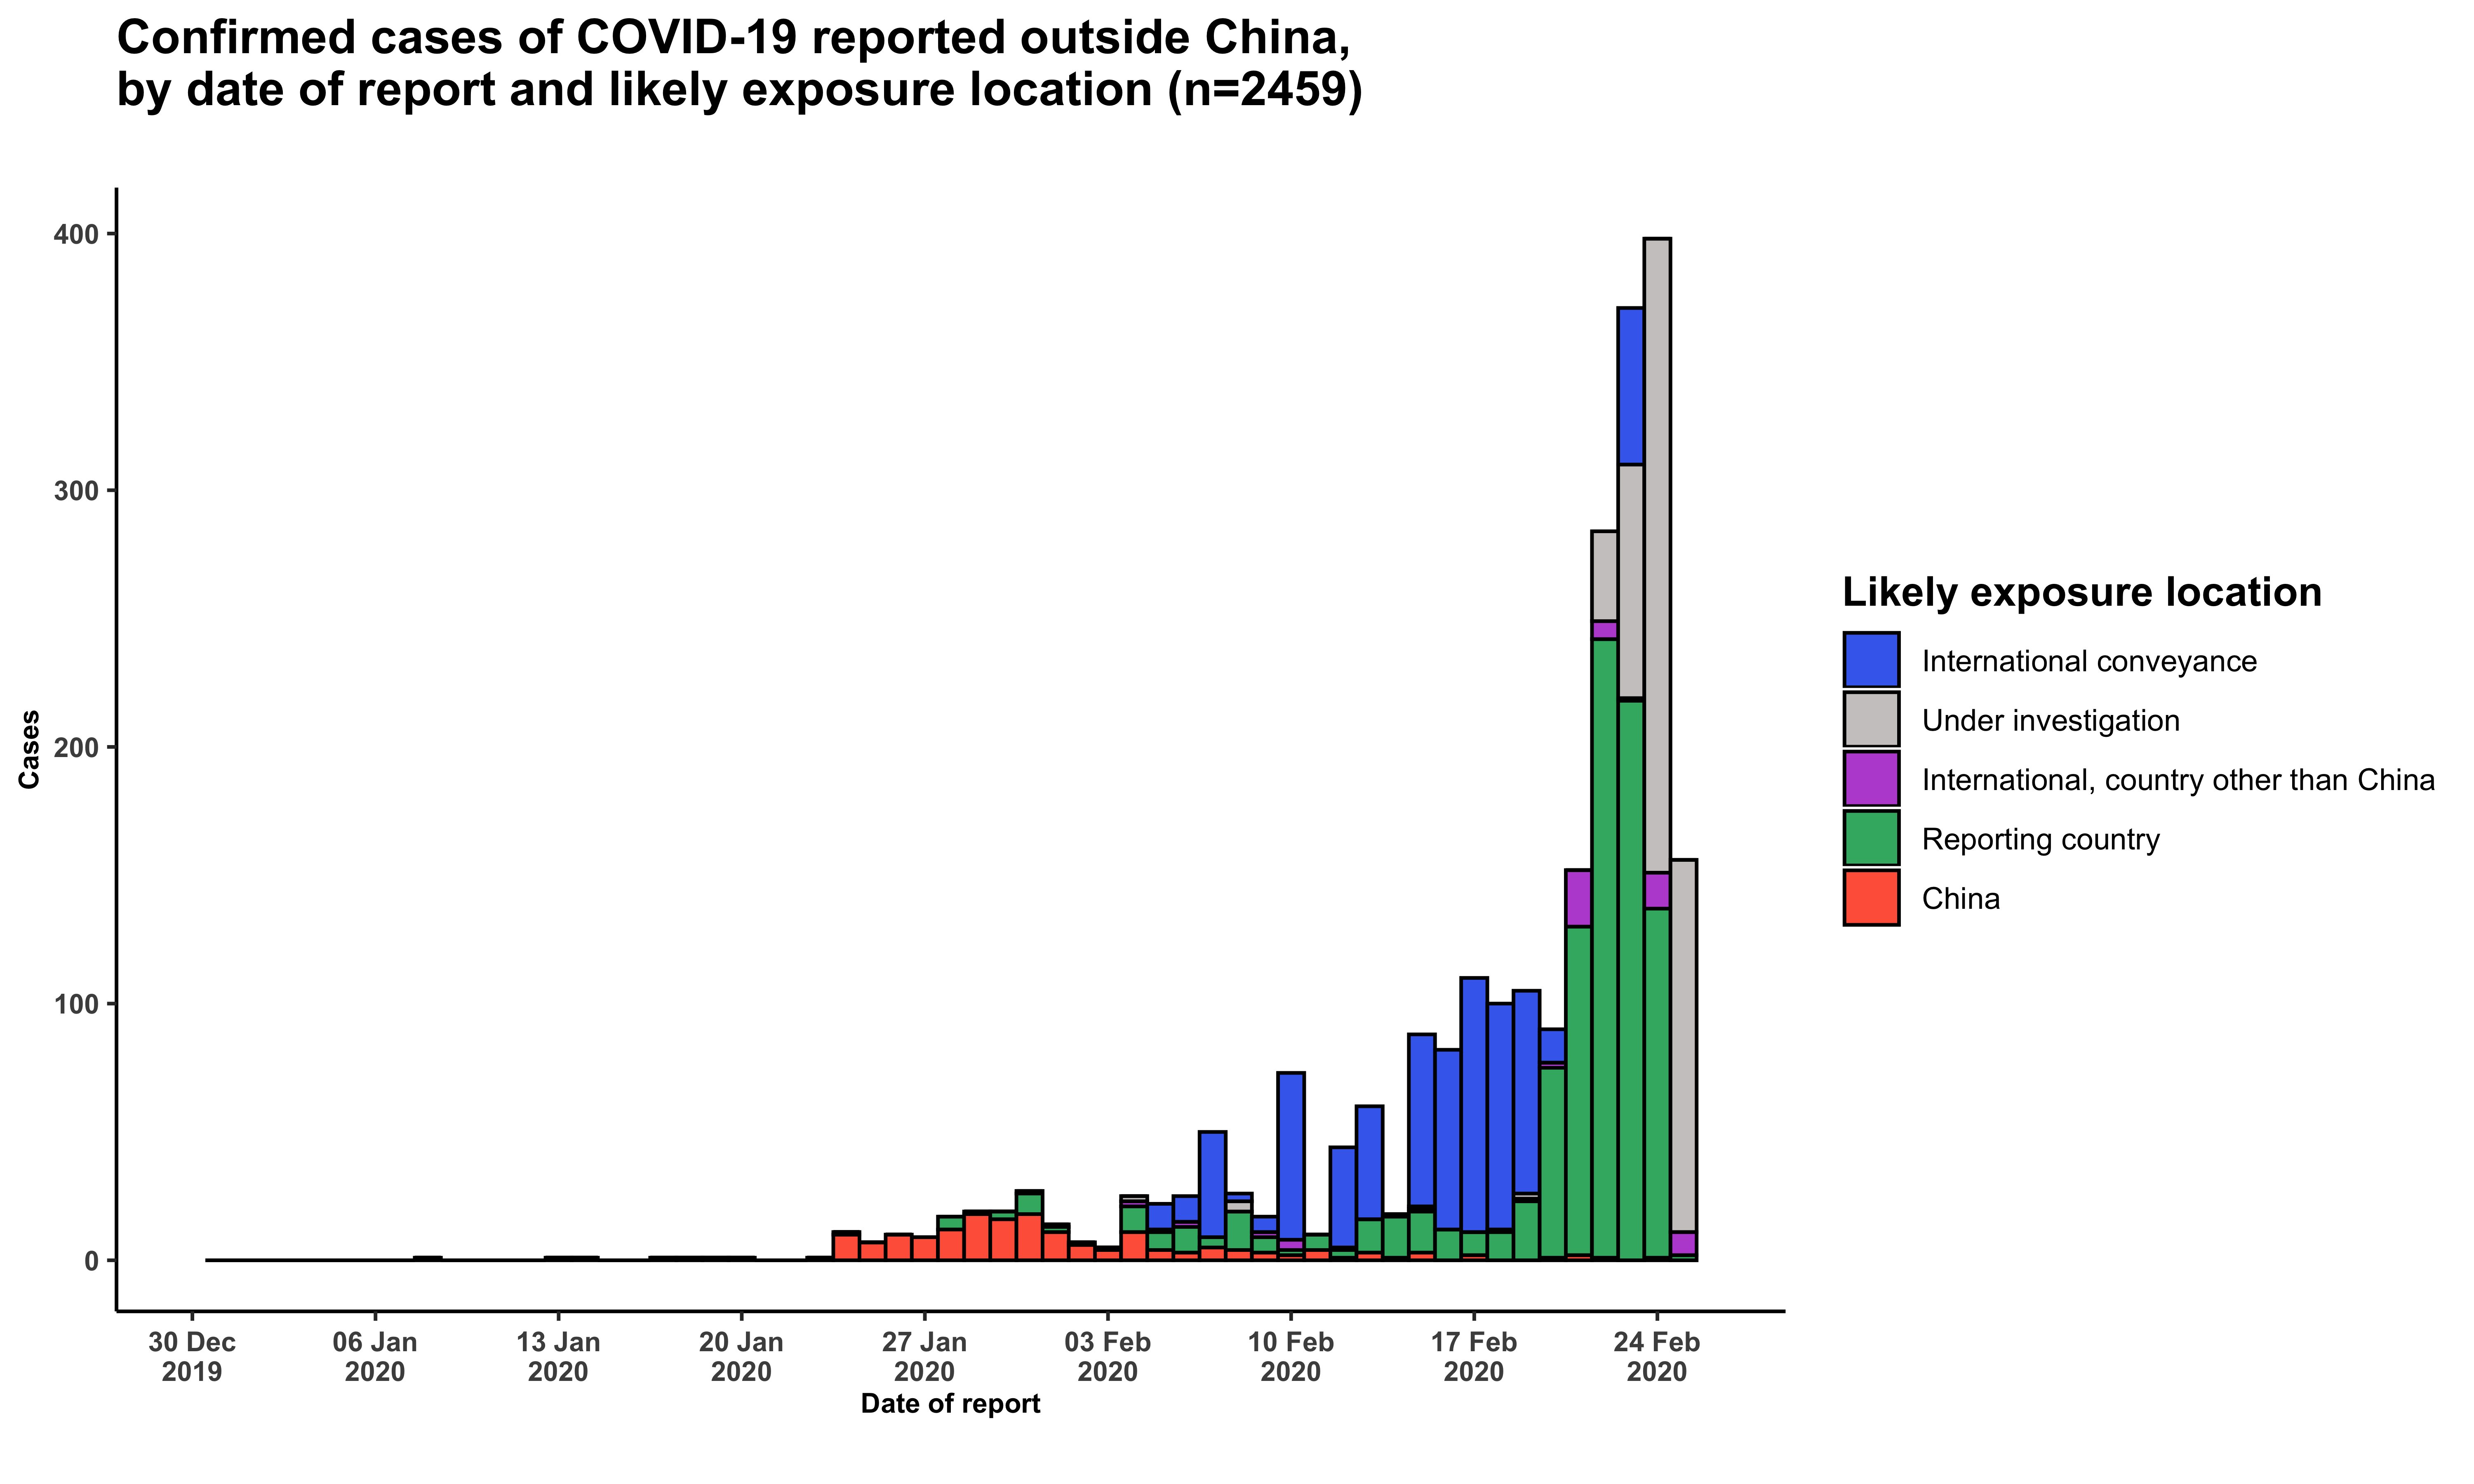 Confirmed cases of COVID-19 reported outside China,
by date of report and likely exposure location (n=2459)
400
300
200
100
0
Cases
30 Dec 2019
06 Jan 2020
13 Jan 2020
20 Jan 2020
27 Jan 2020
03 Feb 2020
10 Feb 2020
17 Feb 2020
24 Feb 2020
Date of report
Likely exposure location
International conveyance
Under investigation
International, country other than China
Reporting country
China